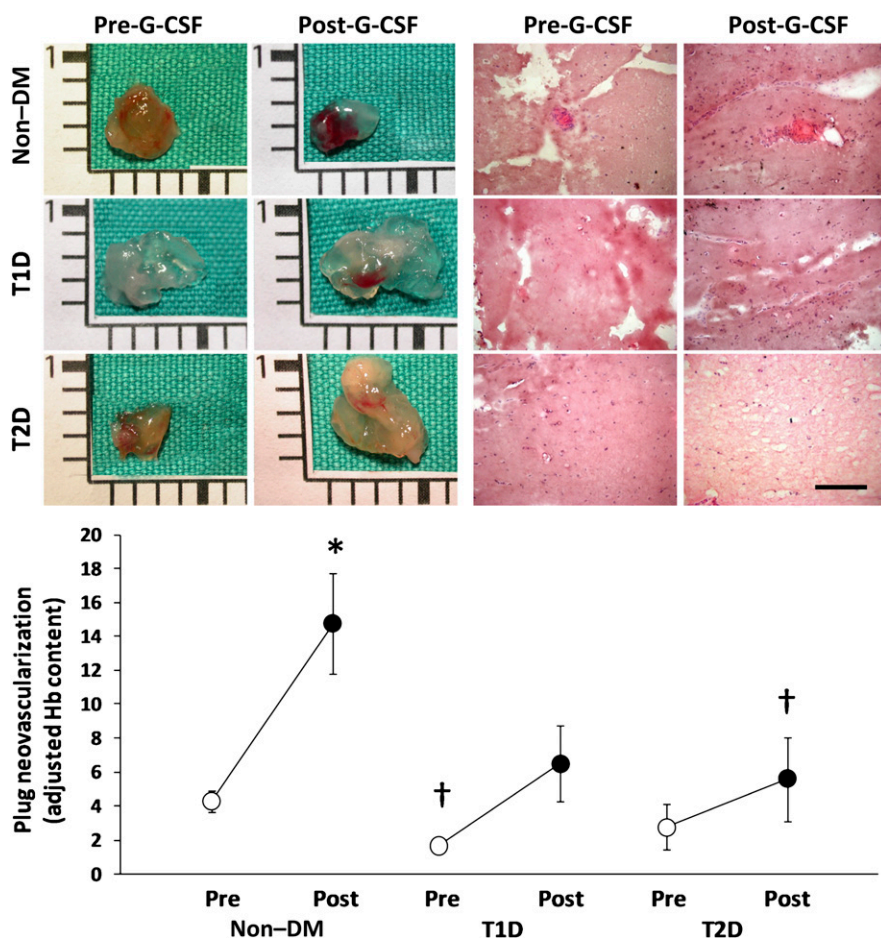 Pre-G-CSF Post-G-CSF Pre-G-CSF Post-G-CSF
Non–DM
1
1
T1D
1
1
T2D
1
1
Plug neovascularization
(adjusted Hb content)
20
18
16
14
12
10
8
6
4
2
0
*
†
†
Pre Post Pre Post Pre Post
Non–DM T1D T2D